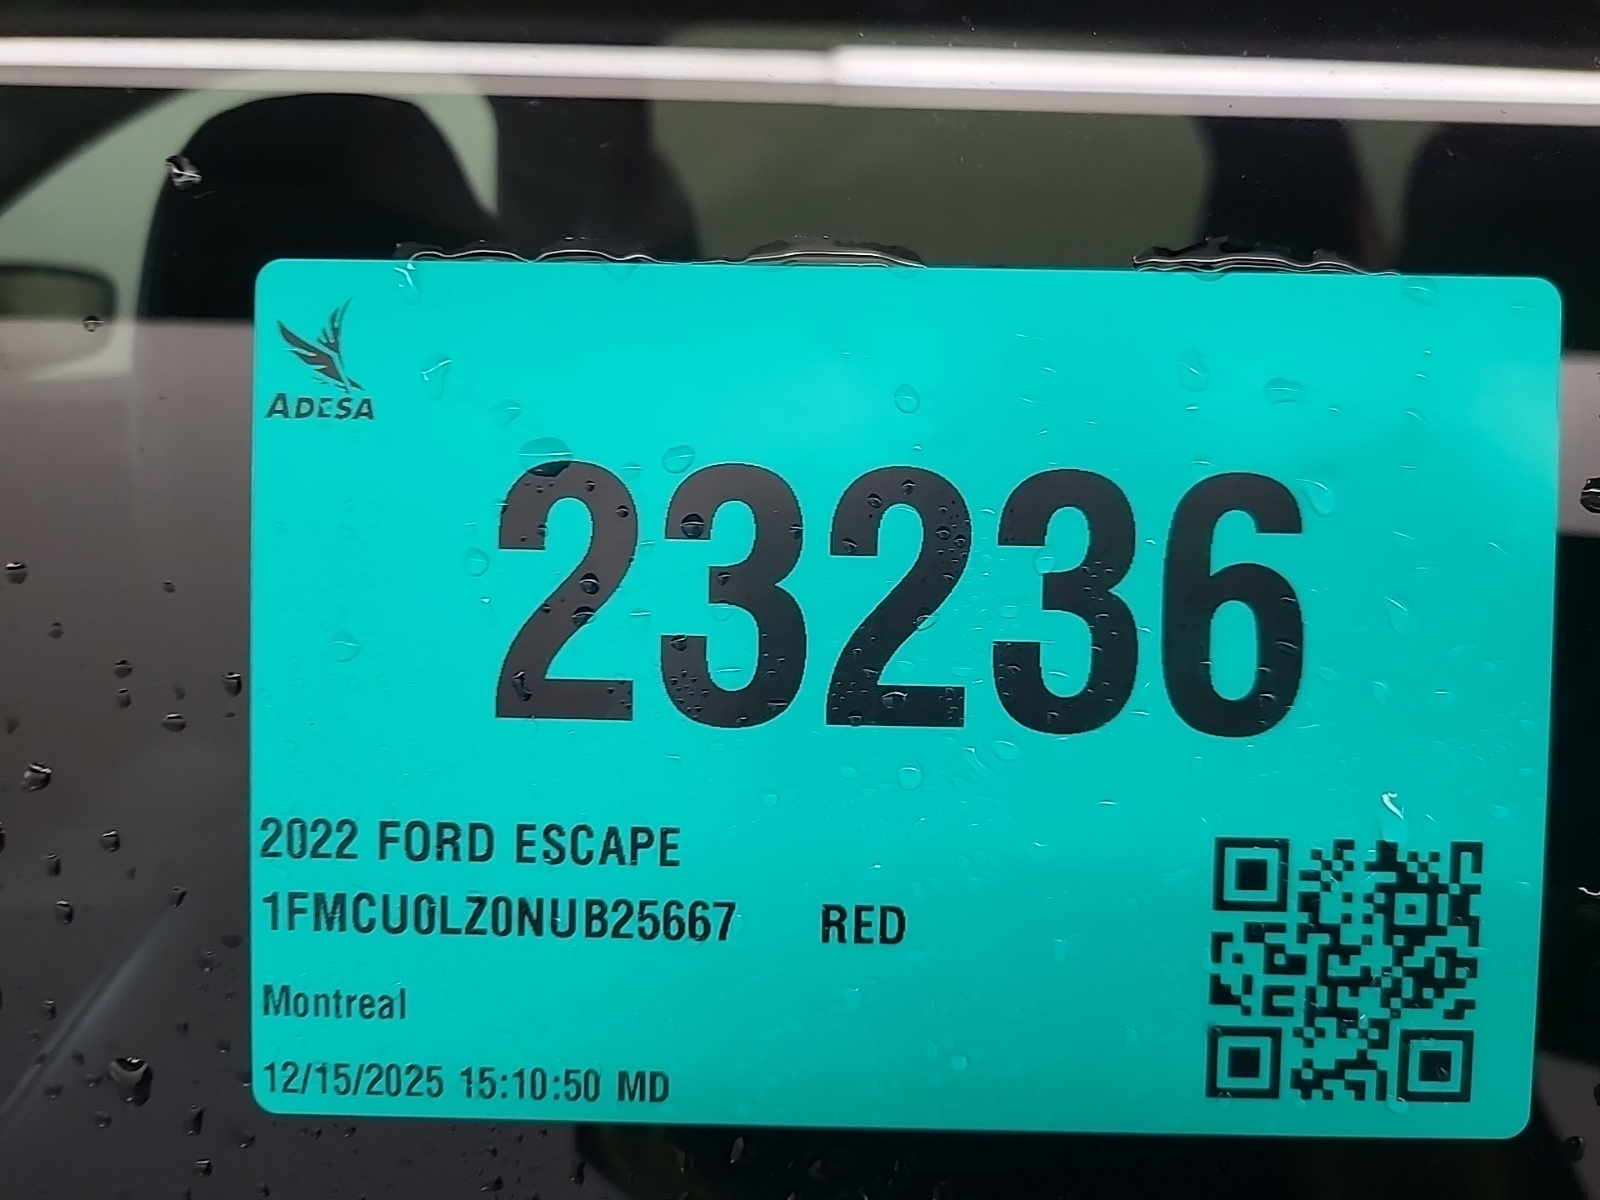 ADESA
23236
2022 FORD ESCAPE
1FMCU0LZ0NUB25667 RED
Montreal
12/15/2025 15:10:50 MD